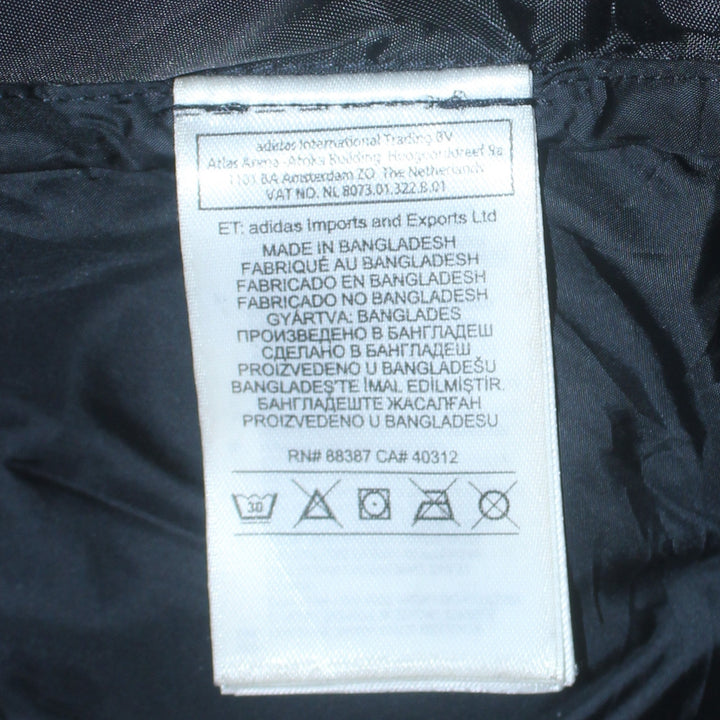 adidas International Trading BV
Atlas Arena -Afrika Building, Hoogoorddreef 9a
1101 BA Amsterdam ZO, The Netherlands
VAT NO. NL 8073.01.322.B.01
ET: adidas Imports and Exports Ltd
MADE IN BANGLADESH
FABRIQUÉ AU BANGLADESH
FABRICADO EN BANGLADESH
FABRICADO NO BANGLADESH
GYÁRTVA: BANGLADES
ПРОИЗВЕДЕНО В БАНГЛАДЕШ
СДЕЛАНО В БАНГЛАДЕШ
PROIZVEDENO U BANGLADEŠU
BANGLADEŞ'TE İMAL EDİLMİŞTİR.
БАНГЛАДЕШТЕ ЖАСАЛҒАН
PROIZVEDENO U BANGLADESU
RN# 88387 CA# 40312
30